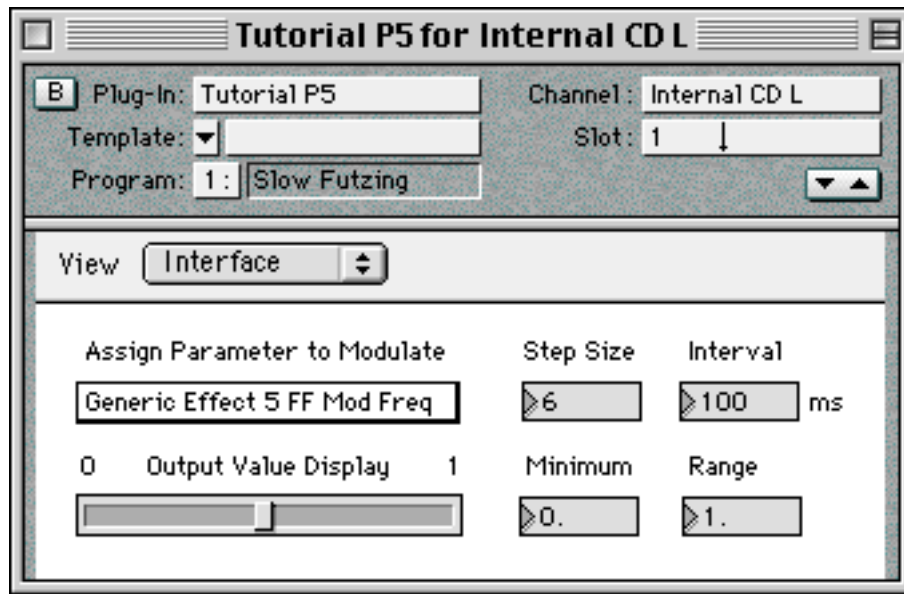 Tutorial P5 for Internal CD L
B Plug-In: Tutorial P5 Channel: Internal CD L
Template: Slot: 1
Program: 1: Slow Futzing
View Interface
Assign Parameter to Modulate Step Size Interval
Generic Effect 5 FF Mod Freq 6 100 ms
0 Output Value Display 1 Minimum Range
0. 1.